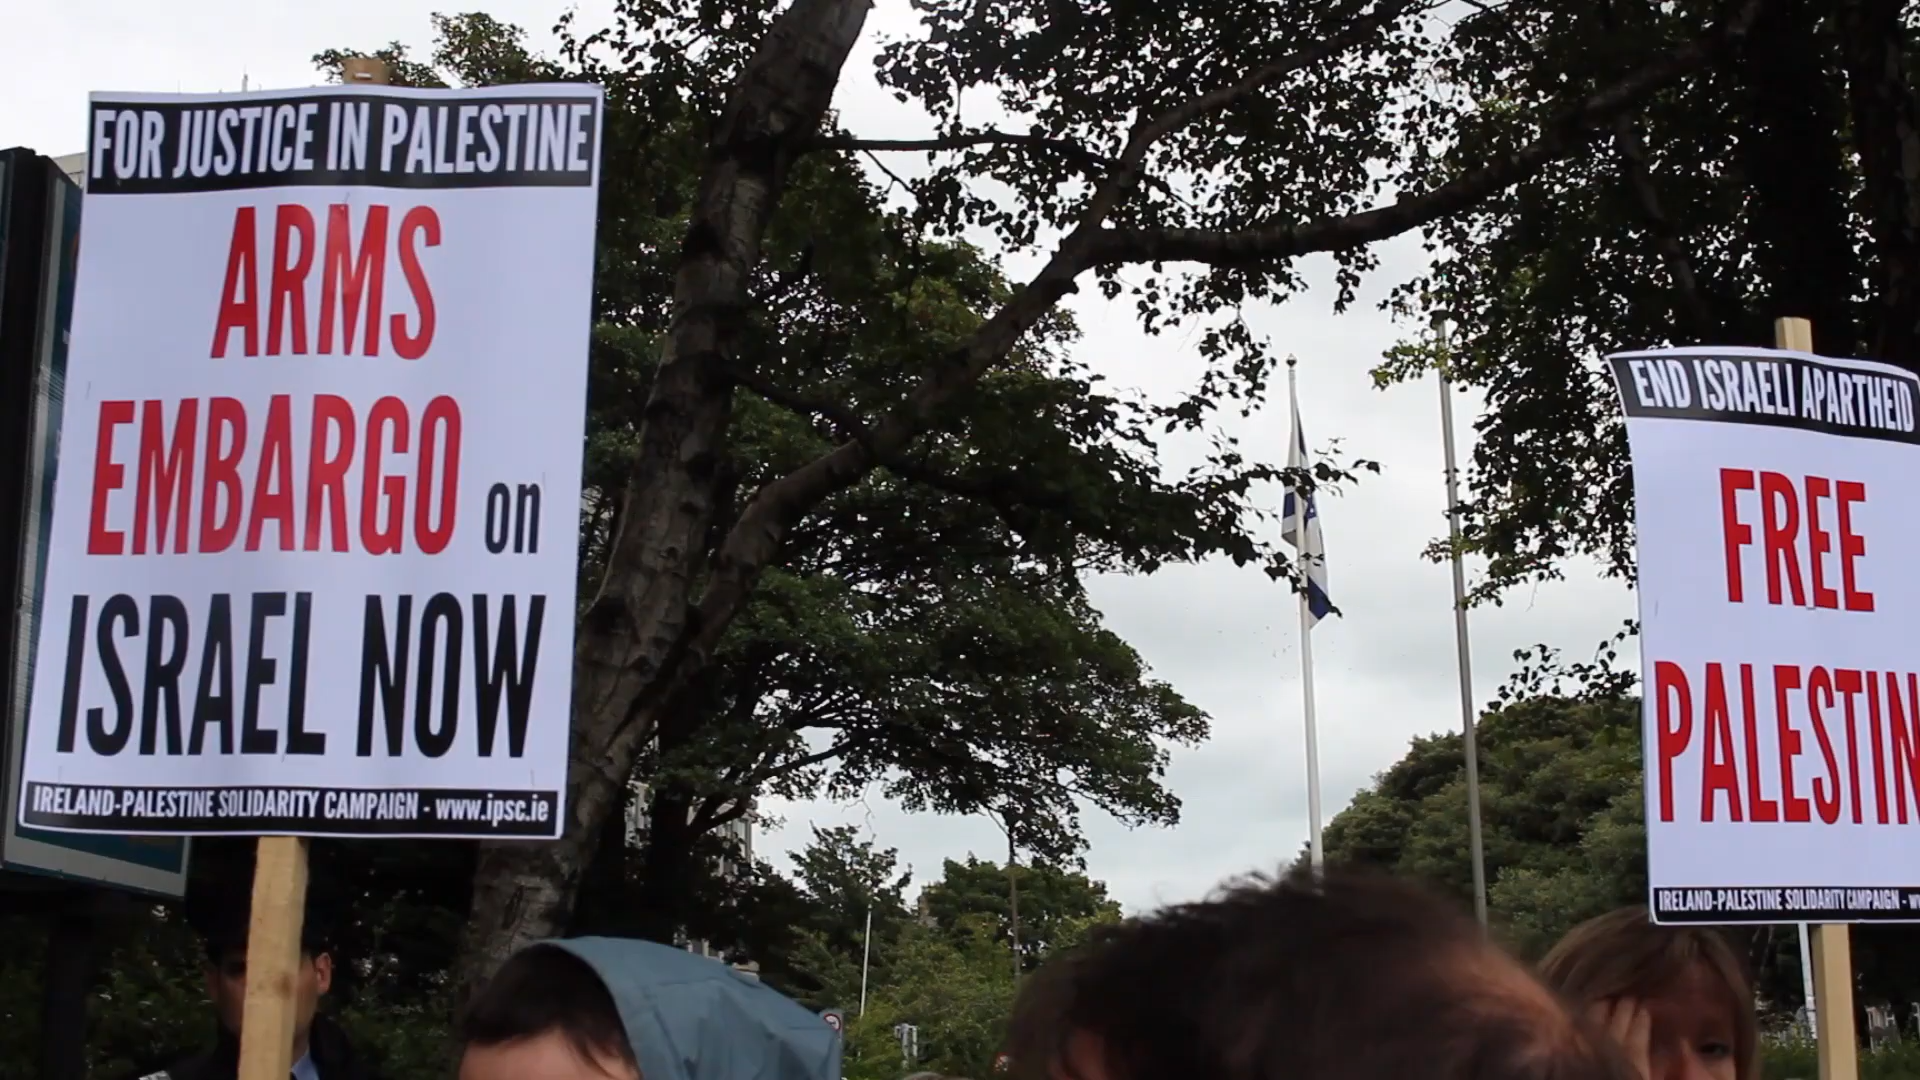 FOR JUSTICE IN PALESTINE
ARMS
EMBARGO on
ISRAEL NOW
IRELAND-PALESTINE SOLIDARITY CAMPAIGN - www.ipsc.ie
END ISRAELI APARTHEID
FREE
PALESTIN
IRELAND-PALESTINE SOLIDARITY CAMPAIGN - w